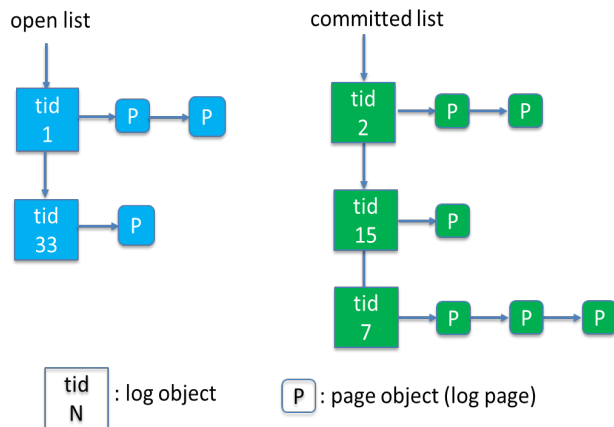 open list
committed list
tid
1
P
P
tid
2
P
P
tid
33
P
tid
15
P
tid
7
P
P
P
tid
N
: log object
P
: page object (log page)